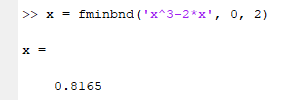 >> x = fminbnd('x^3-2*x', 0, 2)
x =
0.8165